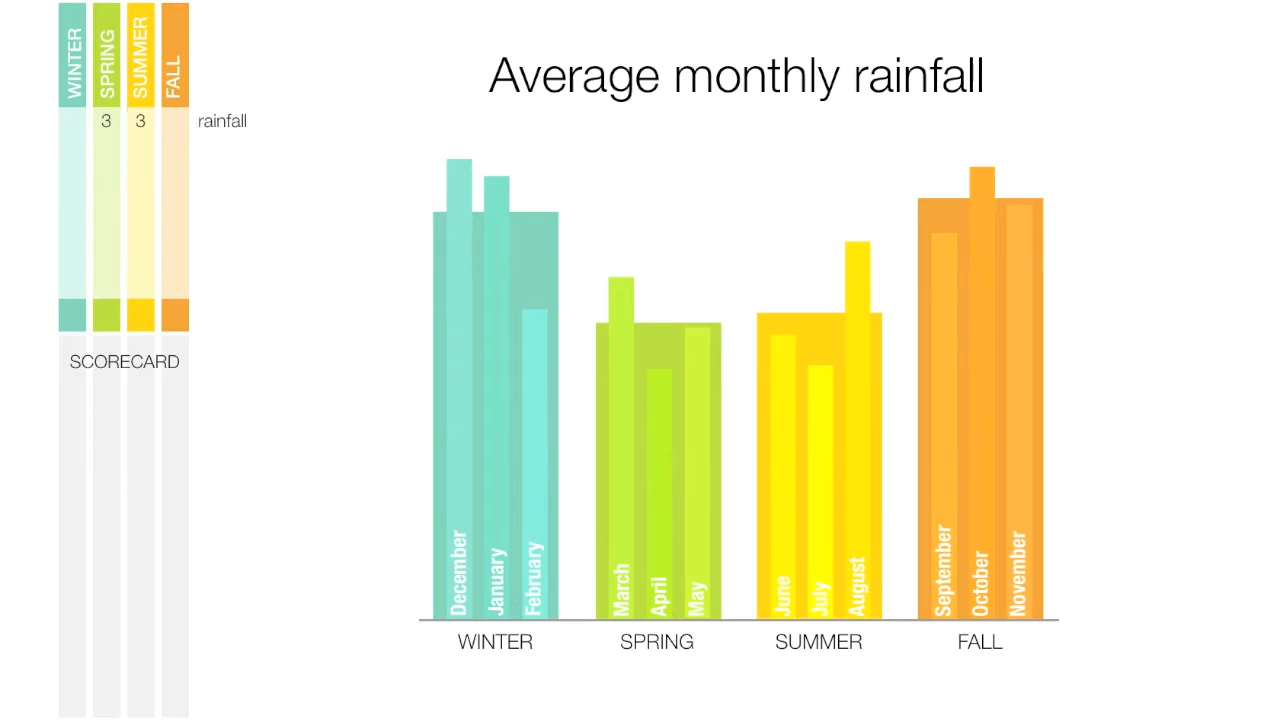 WINTER
SPRING
SUMMER
FALL
3 3 rainfall
SCORECARD
Average monthly rainfall
December
January
February
March
April
May
June
July
August
September
October
November
WINTER
SPRING
SUMMER
FALL